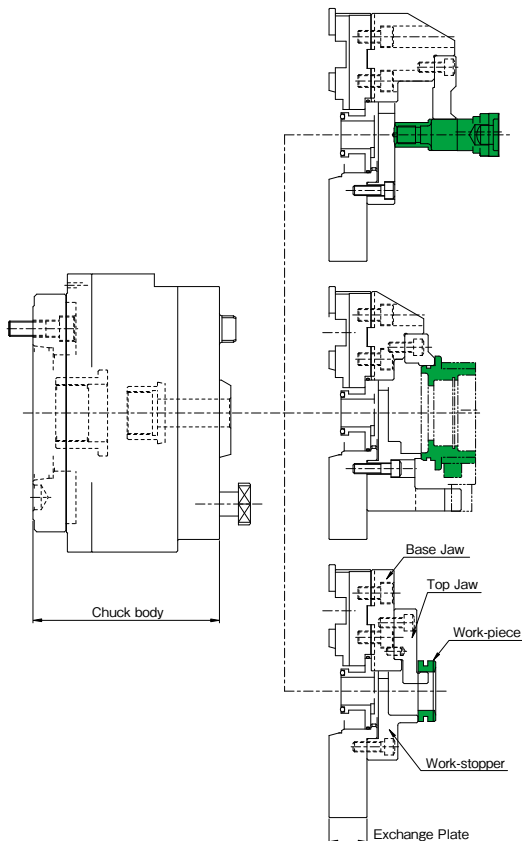 Base Jaw
Top Jaw
Work-piece
Chuck body
Work-stopper
Exchange Plate